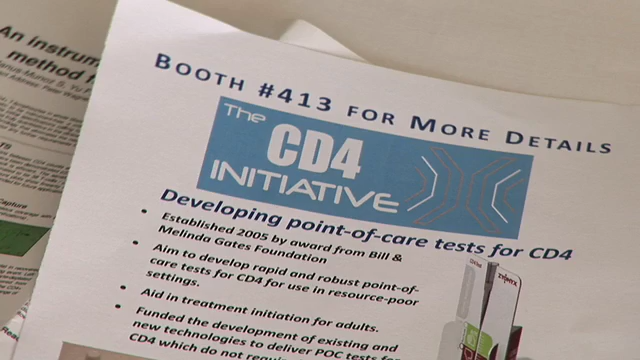 An instrum
method f
BOOTH #413 FOR MORE DETAILS
The
CD4
INITIATIVE
Developing point-of-care tests for CD4
• Established 2005 by award from Bill &
Melinda Gates Foundation
• Aim to develop rapid and robust point-of-
care tests for CD4 for use in resource-poor
settings.
• Aid in treatment initiation for adults.
• Funded the development of existing and
new technologies to deliver POC tests for
CD4 which do not requi